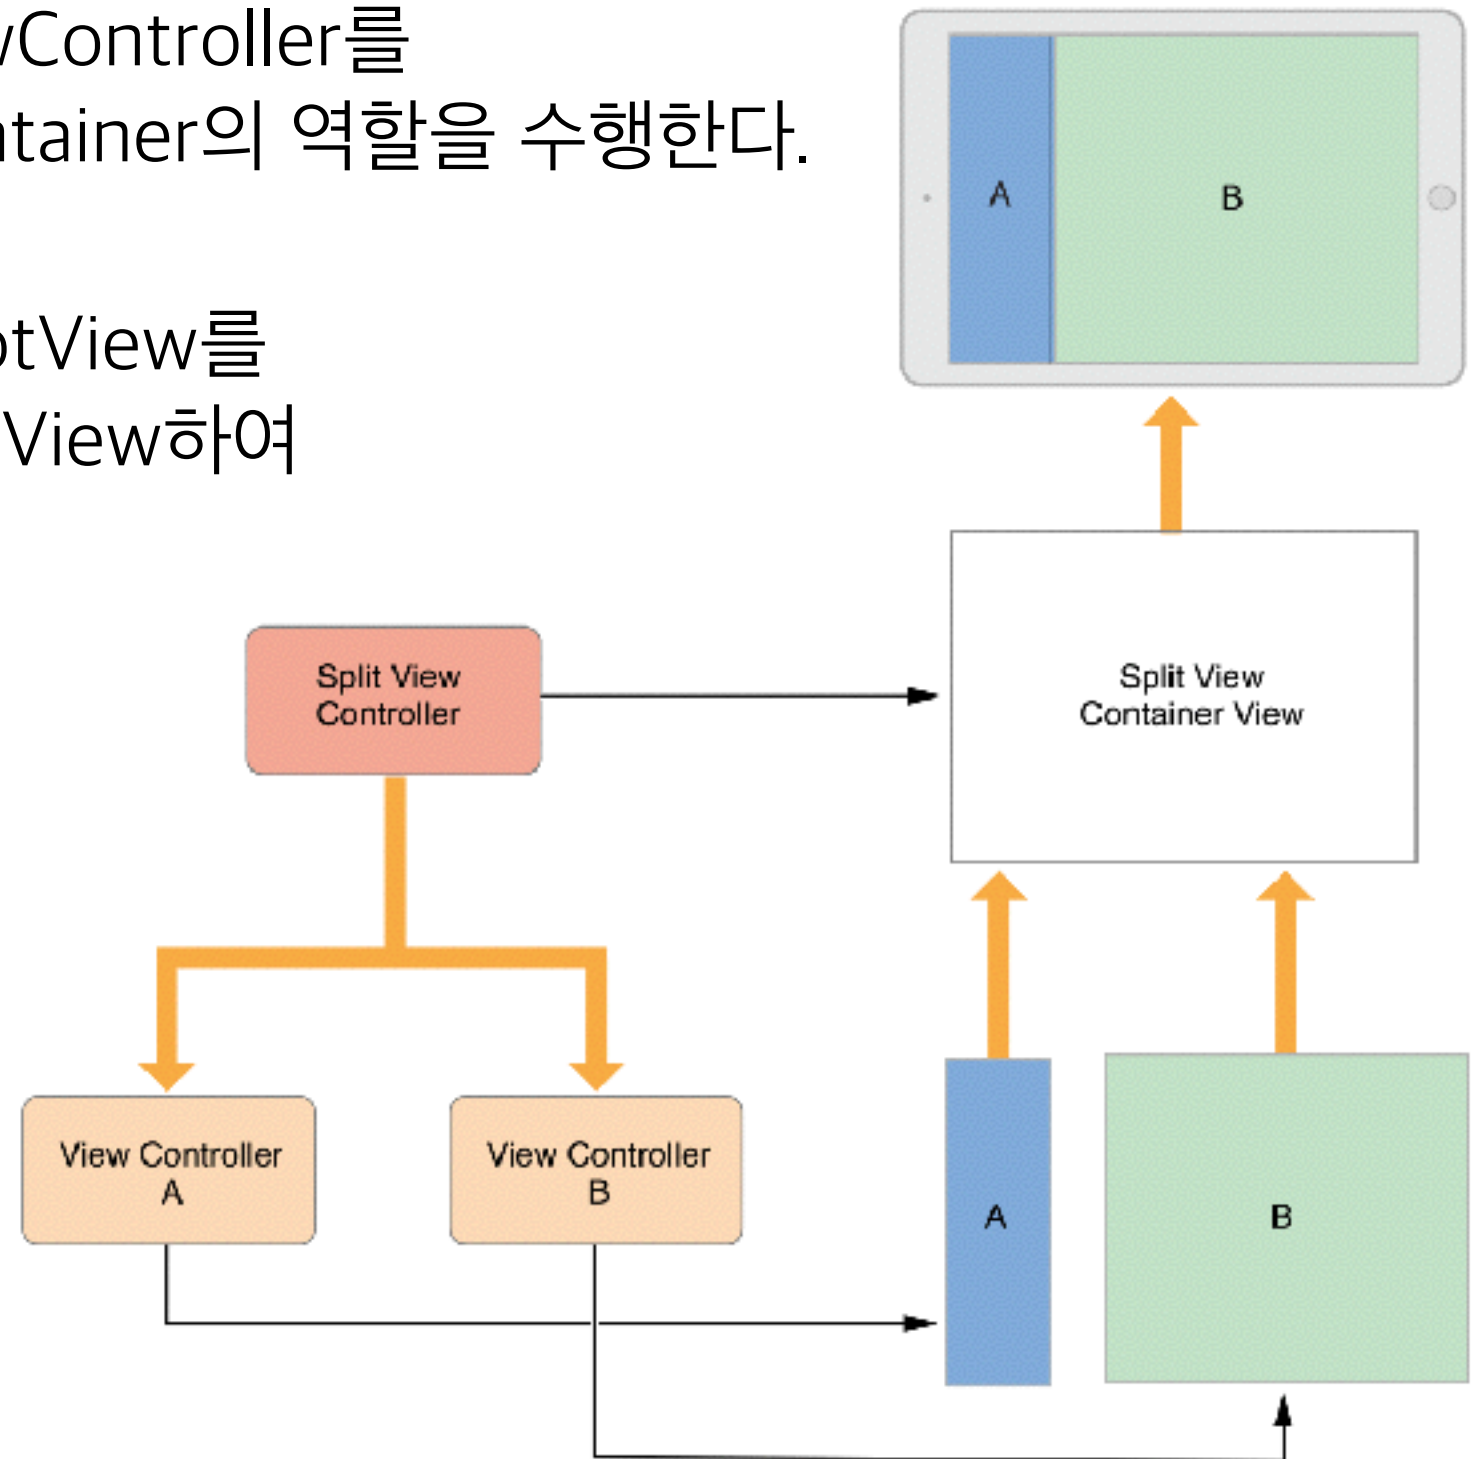 wController를
ntainer의 역할을 수행한다.
otView를
View하여
A
B
Split View
Controller
Split View
Container View
View Controller
A
View Controller
B
A
B